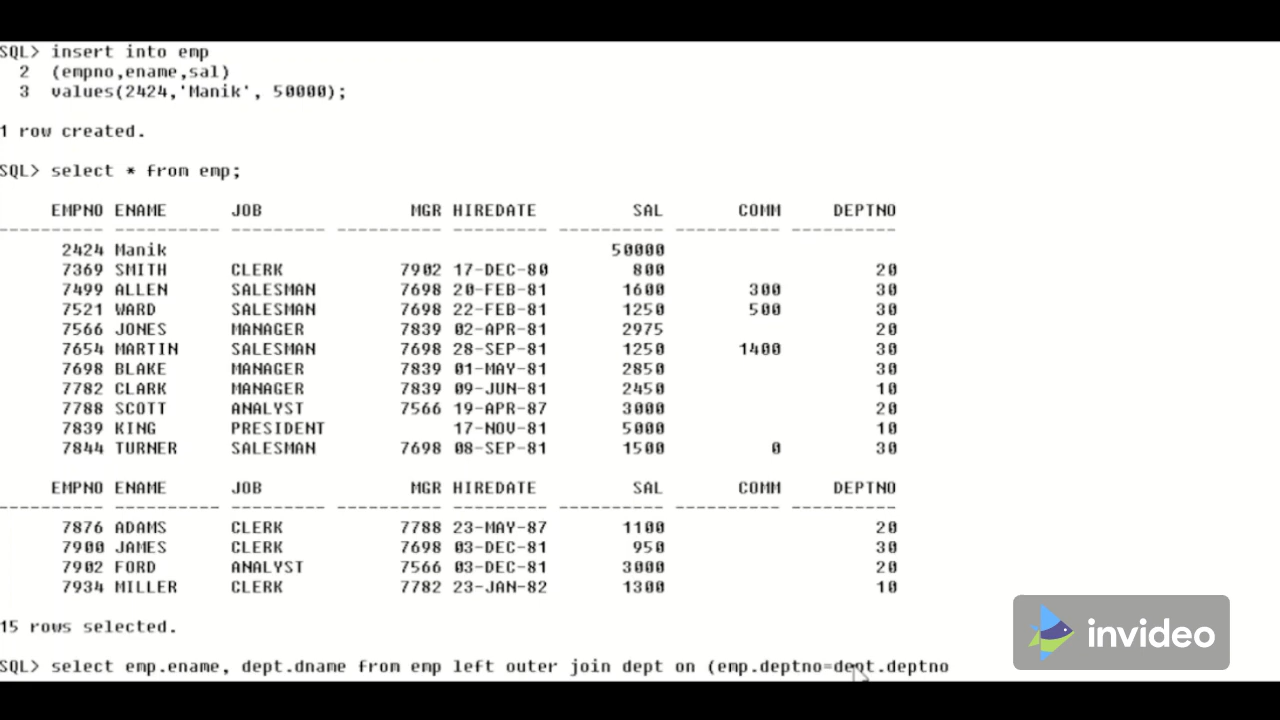 SQL> insert into emp
2 (empno,ename,sal)
3 values(2424,'Manik', 50000);
1 row created.
SQL> select * from emp;
EMPNO ENAME JOB MGR HIREDATE SAL COMM DEPTNO
---------- ---------- --------- ---------- --------- ---------- ---------- ----------
2424 Manik 50000
7369 SMITH CLERK 7902 17-DEC-80 800 20
7499 ALLEN SALESMAN 7698 20-FEB-81 1600 300 30
7521 WARD SALESMAN 7698 22-FEB-81 1250 500 30
7566 JONES MANAGER 7839 02-APR-81 2975 20
7654 MARTIN SALESMAN 7698 28-SEP-81 1250 1400 30
7698 BLAKE MANAGER 7839 01-MAY-81 2850 30
7782 CLARK MANAGER 7839 09-JUN-81 2450 10
7788 SCOTT ANALYST 7566 19-APR-87 3000 20
7839 KING PRESIDENT 17-NOV-81 5000 10
7844 TURNER SALESMAN 7698 08-SEP-81 1500 0 30
EMPNO ENAME JOB MGR HIREDATE SAL COMM DEPTNO
---------- ---------- --------- ---------- --------- ---------- ---------- ----------
7876 ADAMS CLERK 7788 23-MAY-87 1100 20
7900 JAMES CLERK 7698 03-DEC-81 950 30
7902 FORD ANALYST 7566 03-DEC-81 3000 20
7934 MILLER CLERK 7782 23-JAN-82 1300 10
15 rows selected.
SQL> select emp.ename, dept.dname from emp left outer join dept on (emp.deptno=dept.deptno
invideo